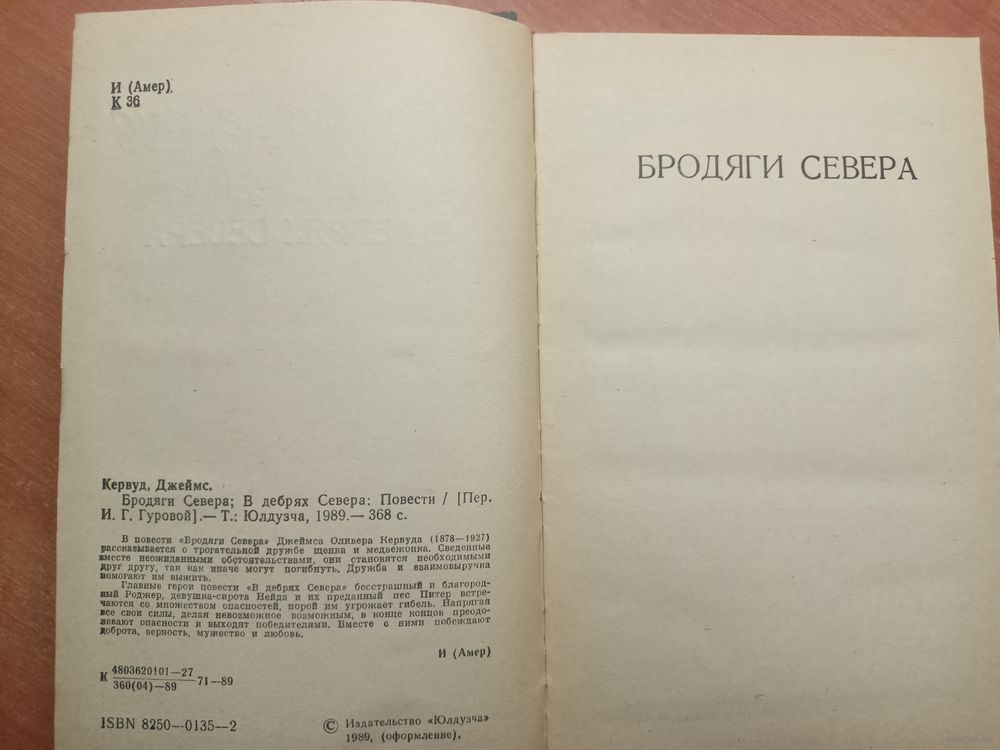 И (Амер)
К 36
Кервуд, Джеймс.
Бродяги Севера; В дебрях Севера: Повести / [Пер.
И. Г. Гуровой].— Т.: Юлдузча, 1989.— 368 с.
В повести «Бродяги Севера» Джеймса Оливера Кервуда (1878—1927)
рассказывается о трогательной дружбе щенка и медвежонка. Сведенные
вместе неожиданными обстоятельствами, они становятся необходимыми
друг другу, так как иначе могут погибнуть. Дружба и взаимовыручка
помогают им выжить.
Главные герои повести «В дебрях Севера» бесстрашный и благород-
ный Роджер, девушка-сирота Нейда и их преданный пес Питер встре-
чаются со множеством опасностей, порой им угрожает гибель. Напрягая
все свои силы, делая невозможное возможным, в конце концов преодо-
левают опасности и выходят победителями. Вместе с ними побеждают
доброта, верность, мужество и любовь.
И (Амер)
К 4803620101—27
360(04)—89 71—89
ISBN 8250—0135—2
© Издательство «Юлдузча»
1989, (оформление).
БРОДЯГИ СЕВЕРА